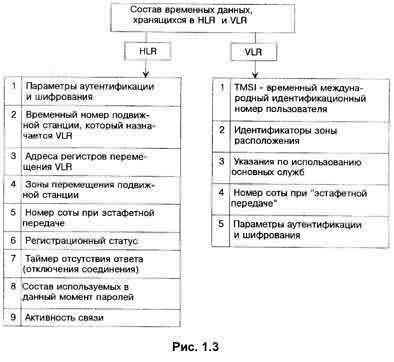 Состав временных данных,
хранящихся в HLR и VLR
HLR
1 Параметры аутентификации
и шифрования
2 Временный номер подвиж-
ной станции, который назна-
чается VLR
3 Адреса регистров переме-
щения VLR
4 Зоны перемещения подвиж-
ной станции
5 Номер соты при эстафетной
передаче
6 Регистрационный статус
7 Таймер отсутствия ответа
(отключения соединения)
8 Состав используемых в
данный момент паролей
9 Активность связи
VLR
1 TMSI - временный междуна-
родный идентификационный
номер пользователя
2 Идентификаторы зоны
расположения
3 Указания по использованию
основных служб
4 Номер соты при "эстафетной
передаче"
5 Параметры аутентификации
и шифрования
Рис. 1.3